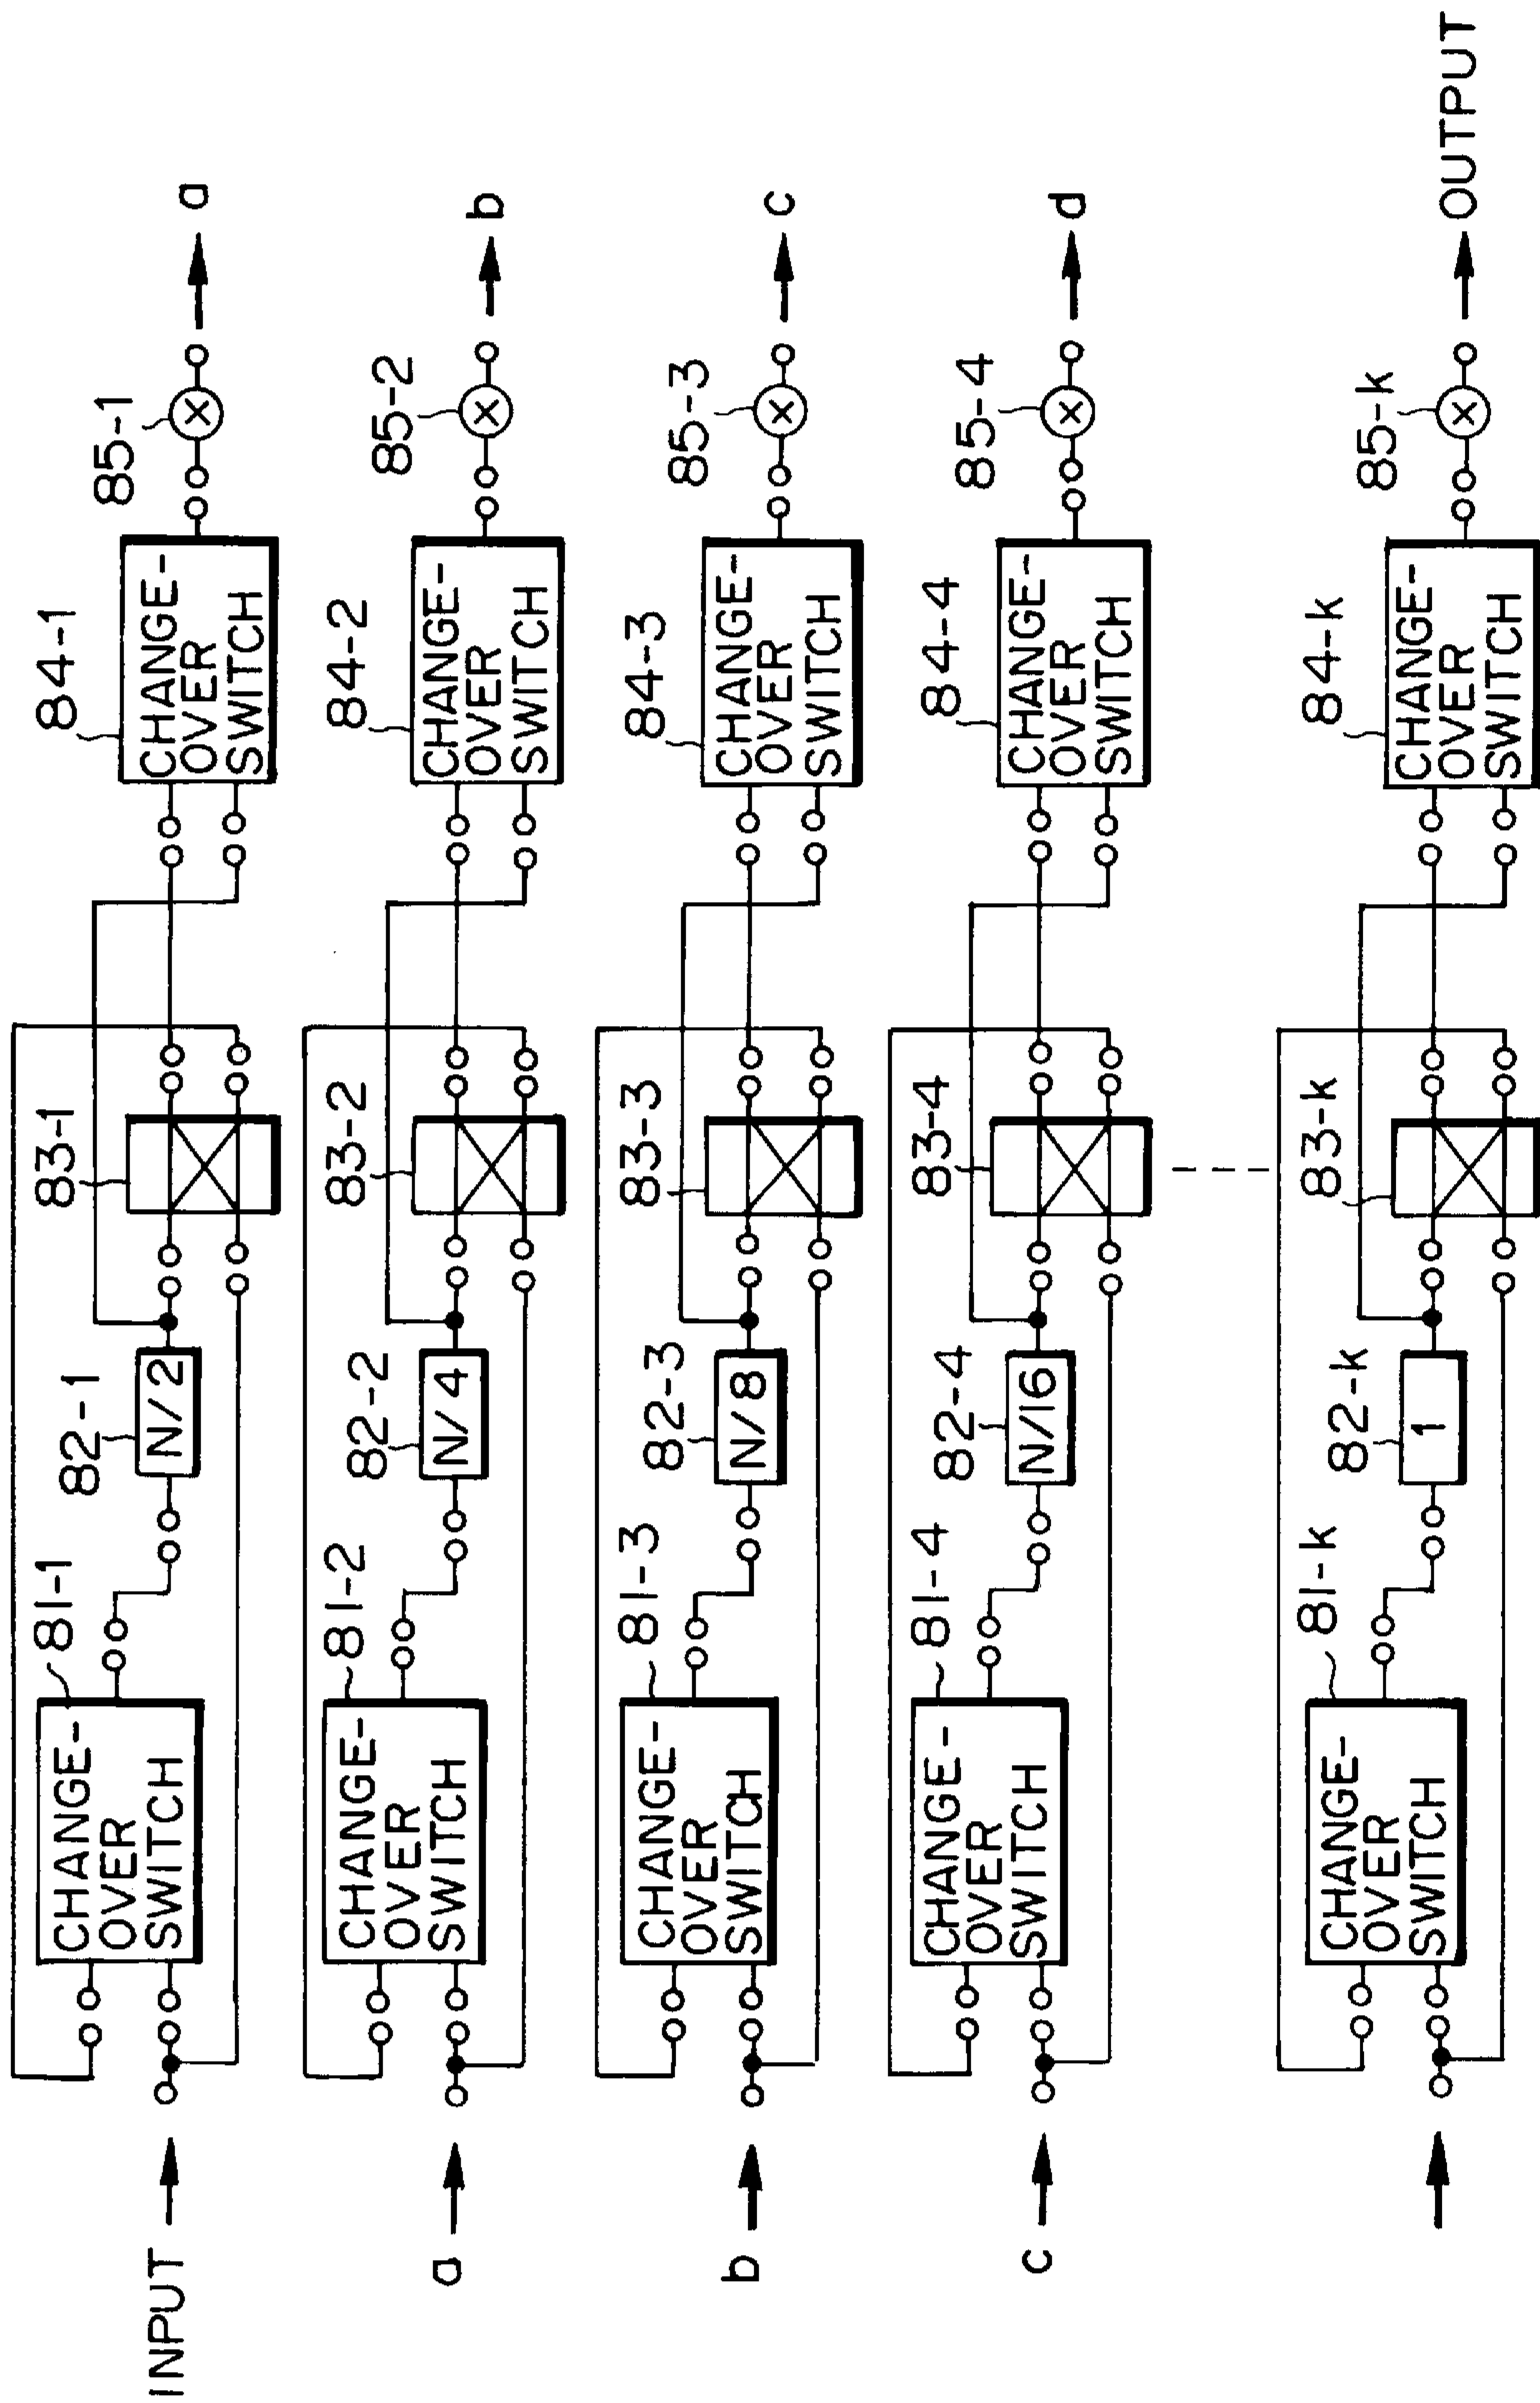 INPUT
81-1
CHANGE-
OVER
SWITCH
82-1
N/2
83-1
84-1
CHANGE-
OVER
SWITCH
85-1
X
a
a
81-2
CHANGE-
OVER
SWITCH
82-2
N/4
83-2
84-2
CHANGE-
OVER
SWITCH
85-2
X
b
b
81-3
CHANGE-
OVER
SWITCH
82-3
N/8
83-3
84-3
CHANGE-
OVER
SWITCH
85-3
X
c
c
81-4
CHANGE-
OVER
SWITCH
82-4
N/16
83-4
84-4
CHANGE-
OVER
SWITCH
85-4
X
d
81-k
CHANGE-
OVER
SWITCH
82-k
1
83-k
84-k
CHANGE-
OVER
SWITCH
85-k
X
OUTPUT